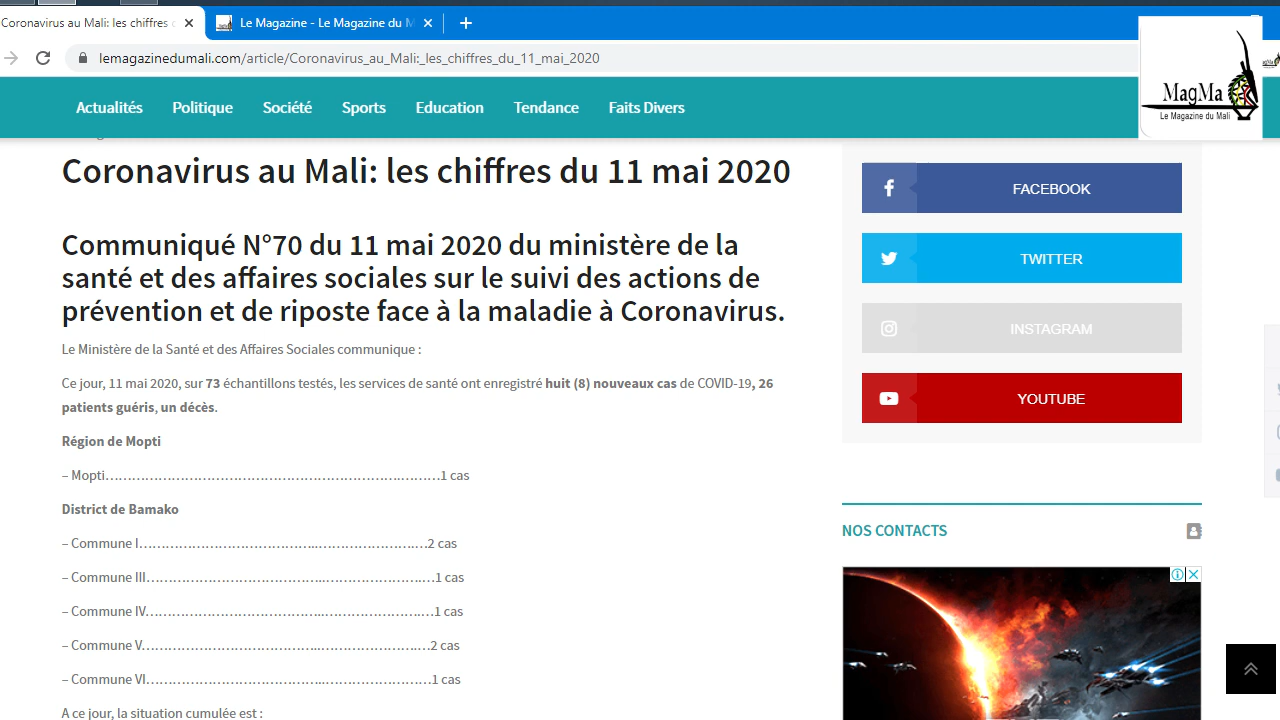 Coronavirus au Mali: les chiffres
Le Magazine - Le Magazine du M
lemagazinedumali.com/article/Coronavirus_au_Mali:_les_chiffres_du_11_mai_2020
MagMa
Le Magazine du Mali
Actualités Politique Société Sports Education Tendance Faits Divers
Coronavirus au Mali: les chiffres du 11 mai 2020
Communiqué N°70 du 11 mai 2020 du ministère de la
santé et des affaires sociales sur le suivi des actions de
prévention et de riposte face à la maladie à Coronavirus.
Le Ministère de la Santé et des Affaires Sociales communique :
Ce jour, 11 mai 2020, sur 73 échantillons testés, les services de santé ont enregistré huit (8) nouveaux cas de COVID-19, 26
patients guéris, un décès.
Région de Mopti
– Mopti…………………………………………………………………1 cas
District de Bamako
– Commune I……………………………………………………….2 cas
– Commune III……………………………………………………….1 cas
– Commune IV……………………………………………………….1 cas
– Commune V……………………………………………………….2 cas
– Commune VI……………………………………………………….1 cas
A ce jour, la situation cumulée est :
FACEBOOK
TWITTER
INSTAGRAM
YOUTUBE
NOS CONTACTS